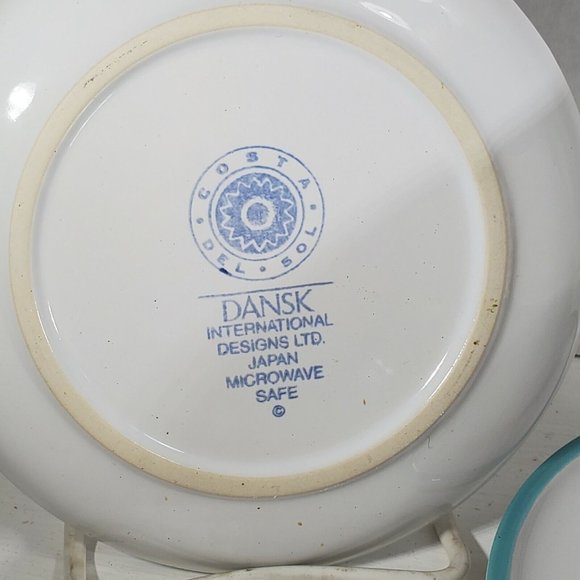 COSTA
DEL • SOL
DANSK
INTERNATIONAL
DESIGNS LTD.
JAPAN
MICROWAVE
SAFE
©